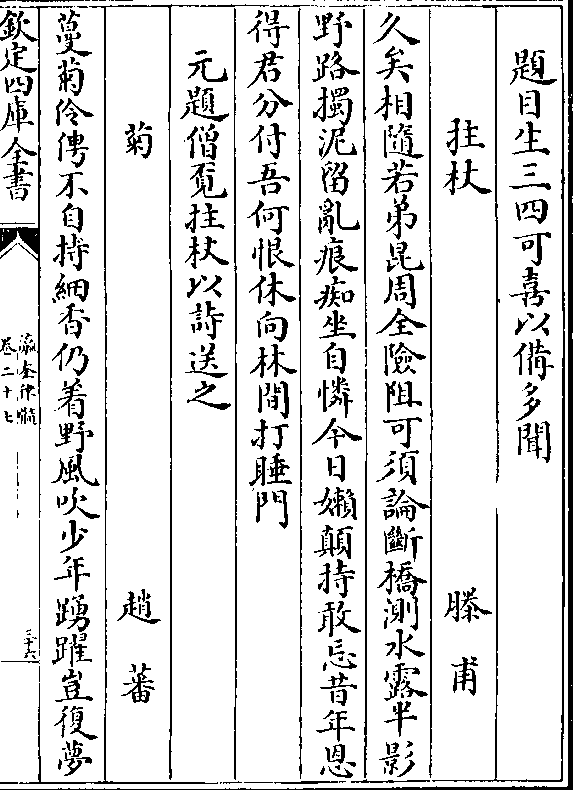 題目生三四可喜以備多聞
拄杖 滕甫
久矣相隨若弟昆周全險阻可須論斷橋測水露半影
野路擉泥留亂痕痴坐自憐今日嬾顛持敢忘昔年恩
得君分付吾何恨休向林間打睡門
元題僧覓拄杖以詩送之
菊 趙蕃
蔓菊伶俜不自持細香仍着野風吹少年踴躍豈復夢
欽定四庫全書
瀛奎律髓
卷二十七
三十六